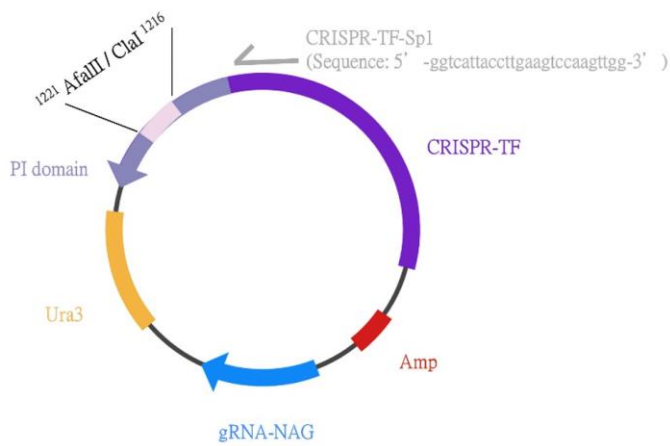 CRISPR-TF-Sp1
(Sequence: 5' -ggtcattaccttgaagtccaagttgg-3' )
1221 AfaIII / ClaI 1216
CRISPR-TF
PI domain
Ura3
Amp
gRNA-NAG